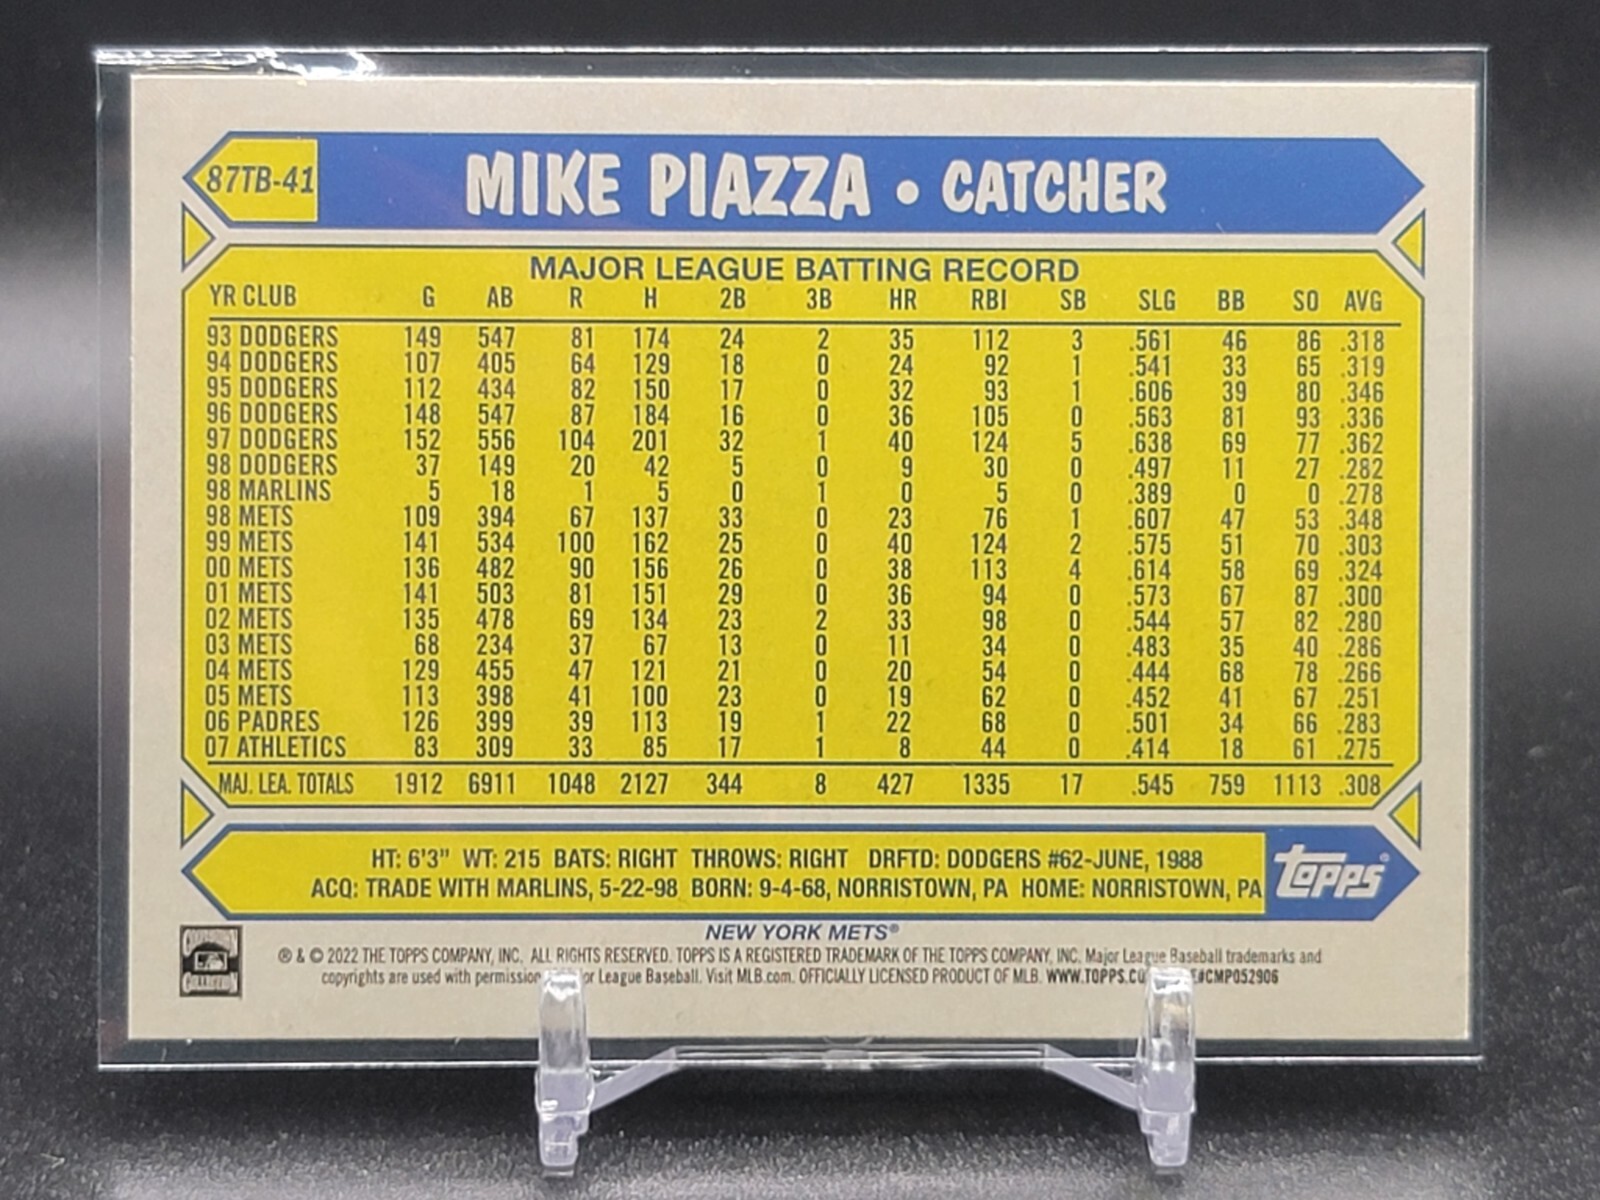 87TB-41 MIKE PIAZZA • CATCHER
MAJOR LEAGUE BATTING RECORD
YR CLUB G AB R H 2B 3B HR RBI SB SLG BB SO AVG
93 DODGERS 149 547 81 174 24 2 35 112 3 .561 46 86 .318
94 DODGERS 107 405 64 129 18 0 24 92 1 .541 33 65 .319
95 DODGERS 112 434 82 150 17 0 32 93 1 .606 39 80 .346
96 DODGERS 148 547 87 184 16 0 36 105 0 .563 81 93 .336
97 DODGERS 152 556 104 201 32 1 40 124 5 .638 69 77 .362
98 DODGERS 37 149 20 42 5 0 9 30 0 .497 11 27 .282
98 MARLINS 5 18 1 5 0 1 0 5 0 .389 0 0 .278
98 METS 109 394 67 137 33 0 23 76 1 .607 47 53 .348
99 METS 141 534 100 162 25 0 40 124 2 .575 51 70 .303
00 METS 136 482 90 156 26 0 38 113 4 .614 58 69 .324
01 METS 141 503 81 151 29 0 36 94 0 .573 67 87 .300
02 METS 135 478 69 134 23 2 33 98 0 .544 57 82 .280
03 METS 68 234 37 67 13 0 11 34 0 .483 35 40 .286
04 METS 129 455 47 121 21 0 20 54 0 .444 68 78 .266
05 METS 113 398 41 100 23 0 19 62 0 .452 41 67 .251
06 PADRES 126 399 39 113 19 1 22 68 0 .501 34 66 .283
07 ATHLETICS 83 309 33 85 17 1 8 44 0 .414 18 61 .275
MAJ. LEA. TOTALS 1912 6911 1048 2127 344 8 427 1335 17 .545 759 1113 .308
HT: 6'3" WT: 215 BATS: RIGHT THROWS: RIGHT DRFTD: DODGERS #62-JUNE, 1988
ACQ: TRADE WITH MARLINS, 5-22-98 BORN: 9-4-68, NORRISTOWN, PA HOME: NORRISTOWN, PA
topps®
NEW YORK METS®
COOPERSTOWN
COLLECTION
® & © 2022 THE TOPPS COMPANY, INC. ALL RIGHTS RESERVED. TOPPS IS A REGISTERED TRADEMARK OF THE TOPPS COMPANY, INC. Major League Baseball trademarks and
copyrights are used with permission League Baseball. Visit MLB.com. OFFICIALLY LICENSED PRODUCT OF MLB. #CMP052906